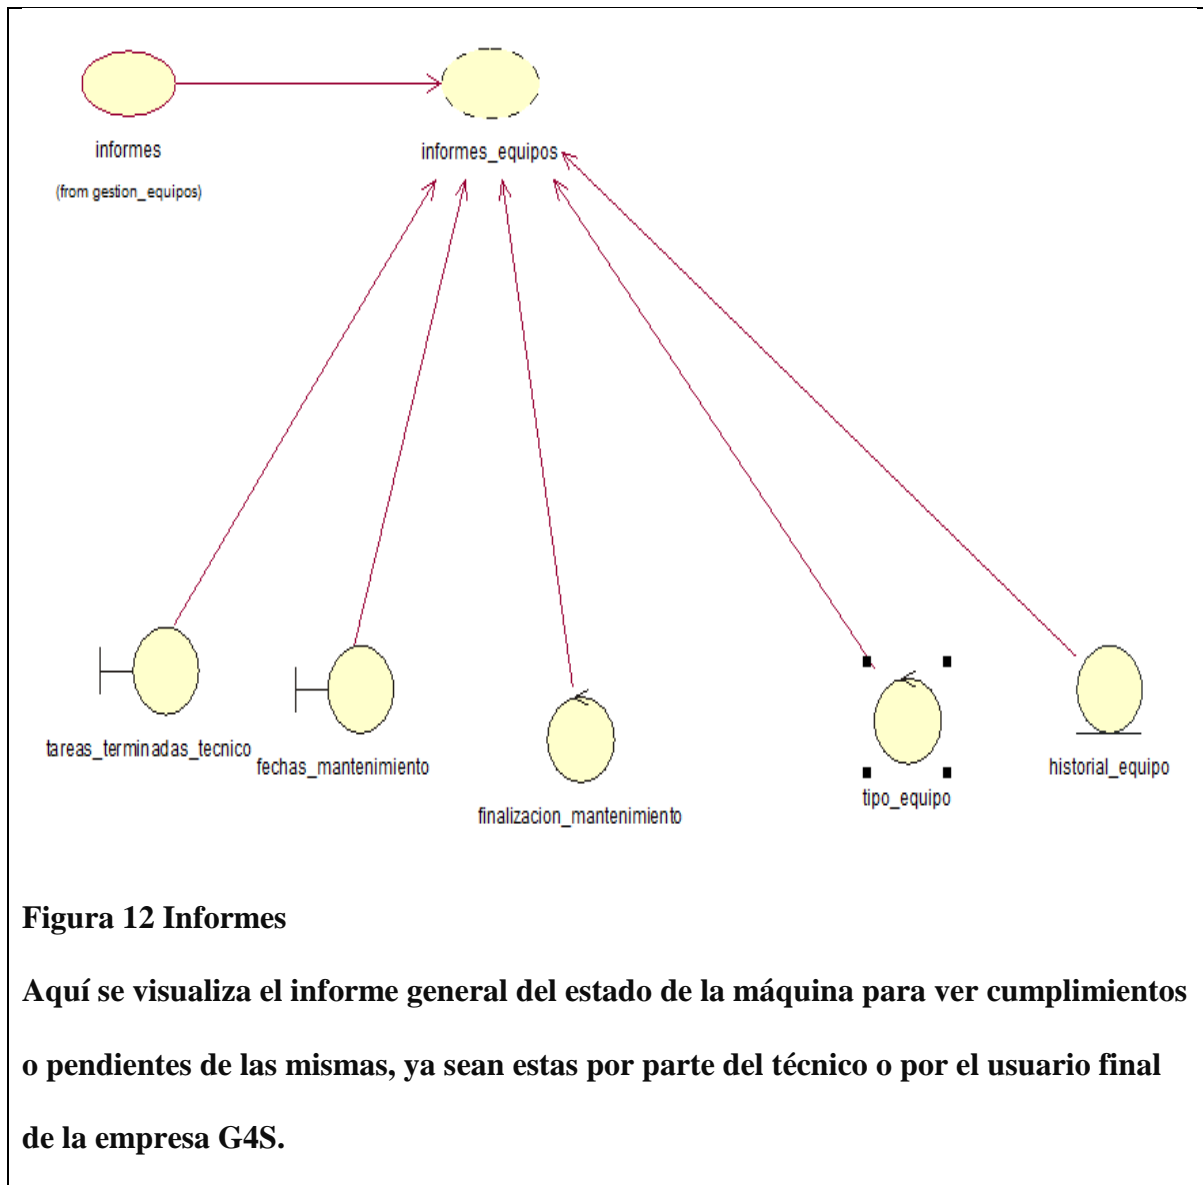 informes
(from gestion_equipos)
informes_equipos
tareas_terminadas_tecnico
fechas_mantenimiento
finalizacion_mantenimiento
tipo_equipo
historial_equipo
Figura 12 Informes
Aquí se visualiza el informe general del estado de la máquina para ver cumplimientos
o pendientes de las mismas, ya sean estas por parte del técnico o por el usuario final
de la empresa G4S.